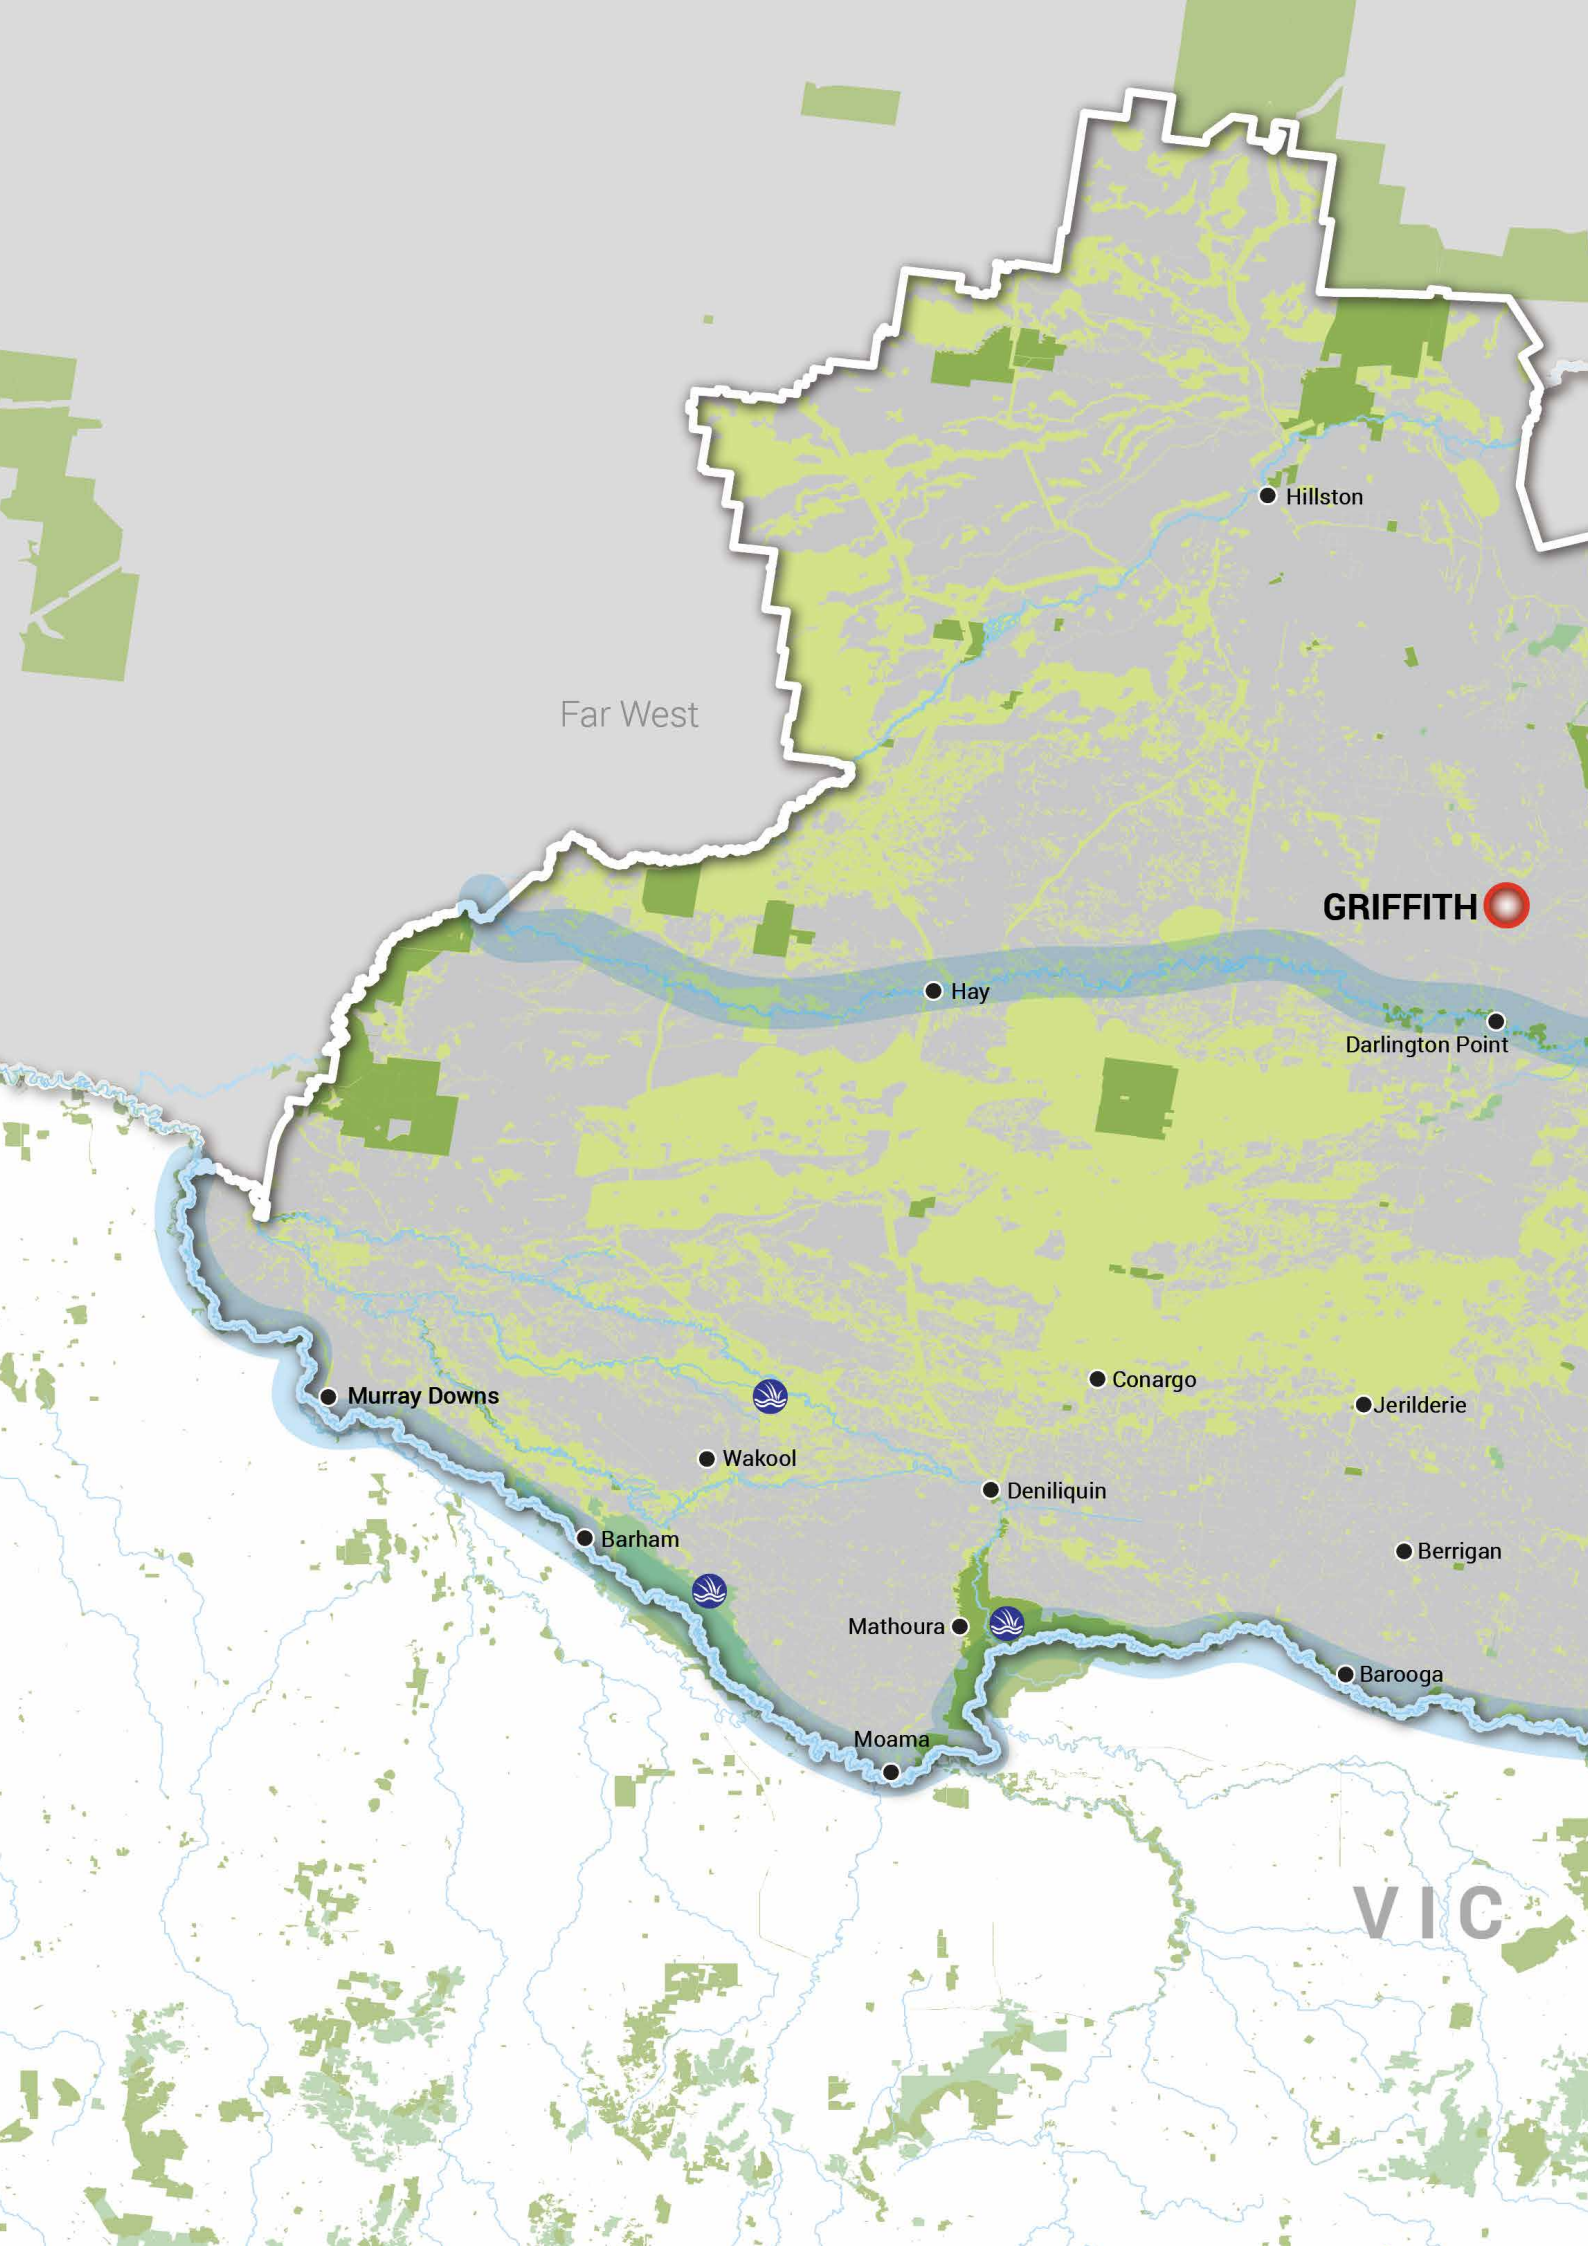 Hillston
Far West
GRIFFITH
Hay
Darlington Point
Conargo
Murray Downs
Jerilderie
Wakool
Deniliquin
Barham
Berrigan
Mathoura
Barooga
Moama
VIC